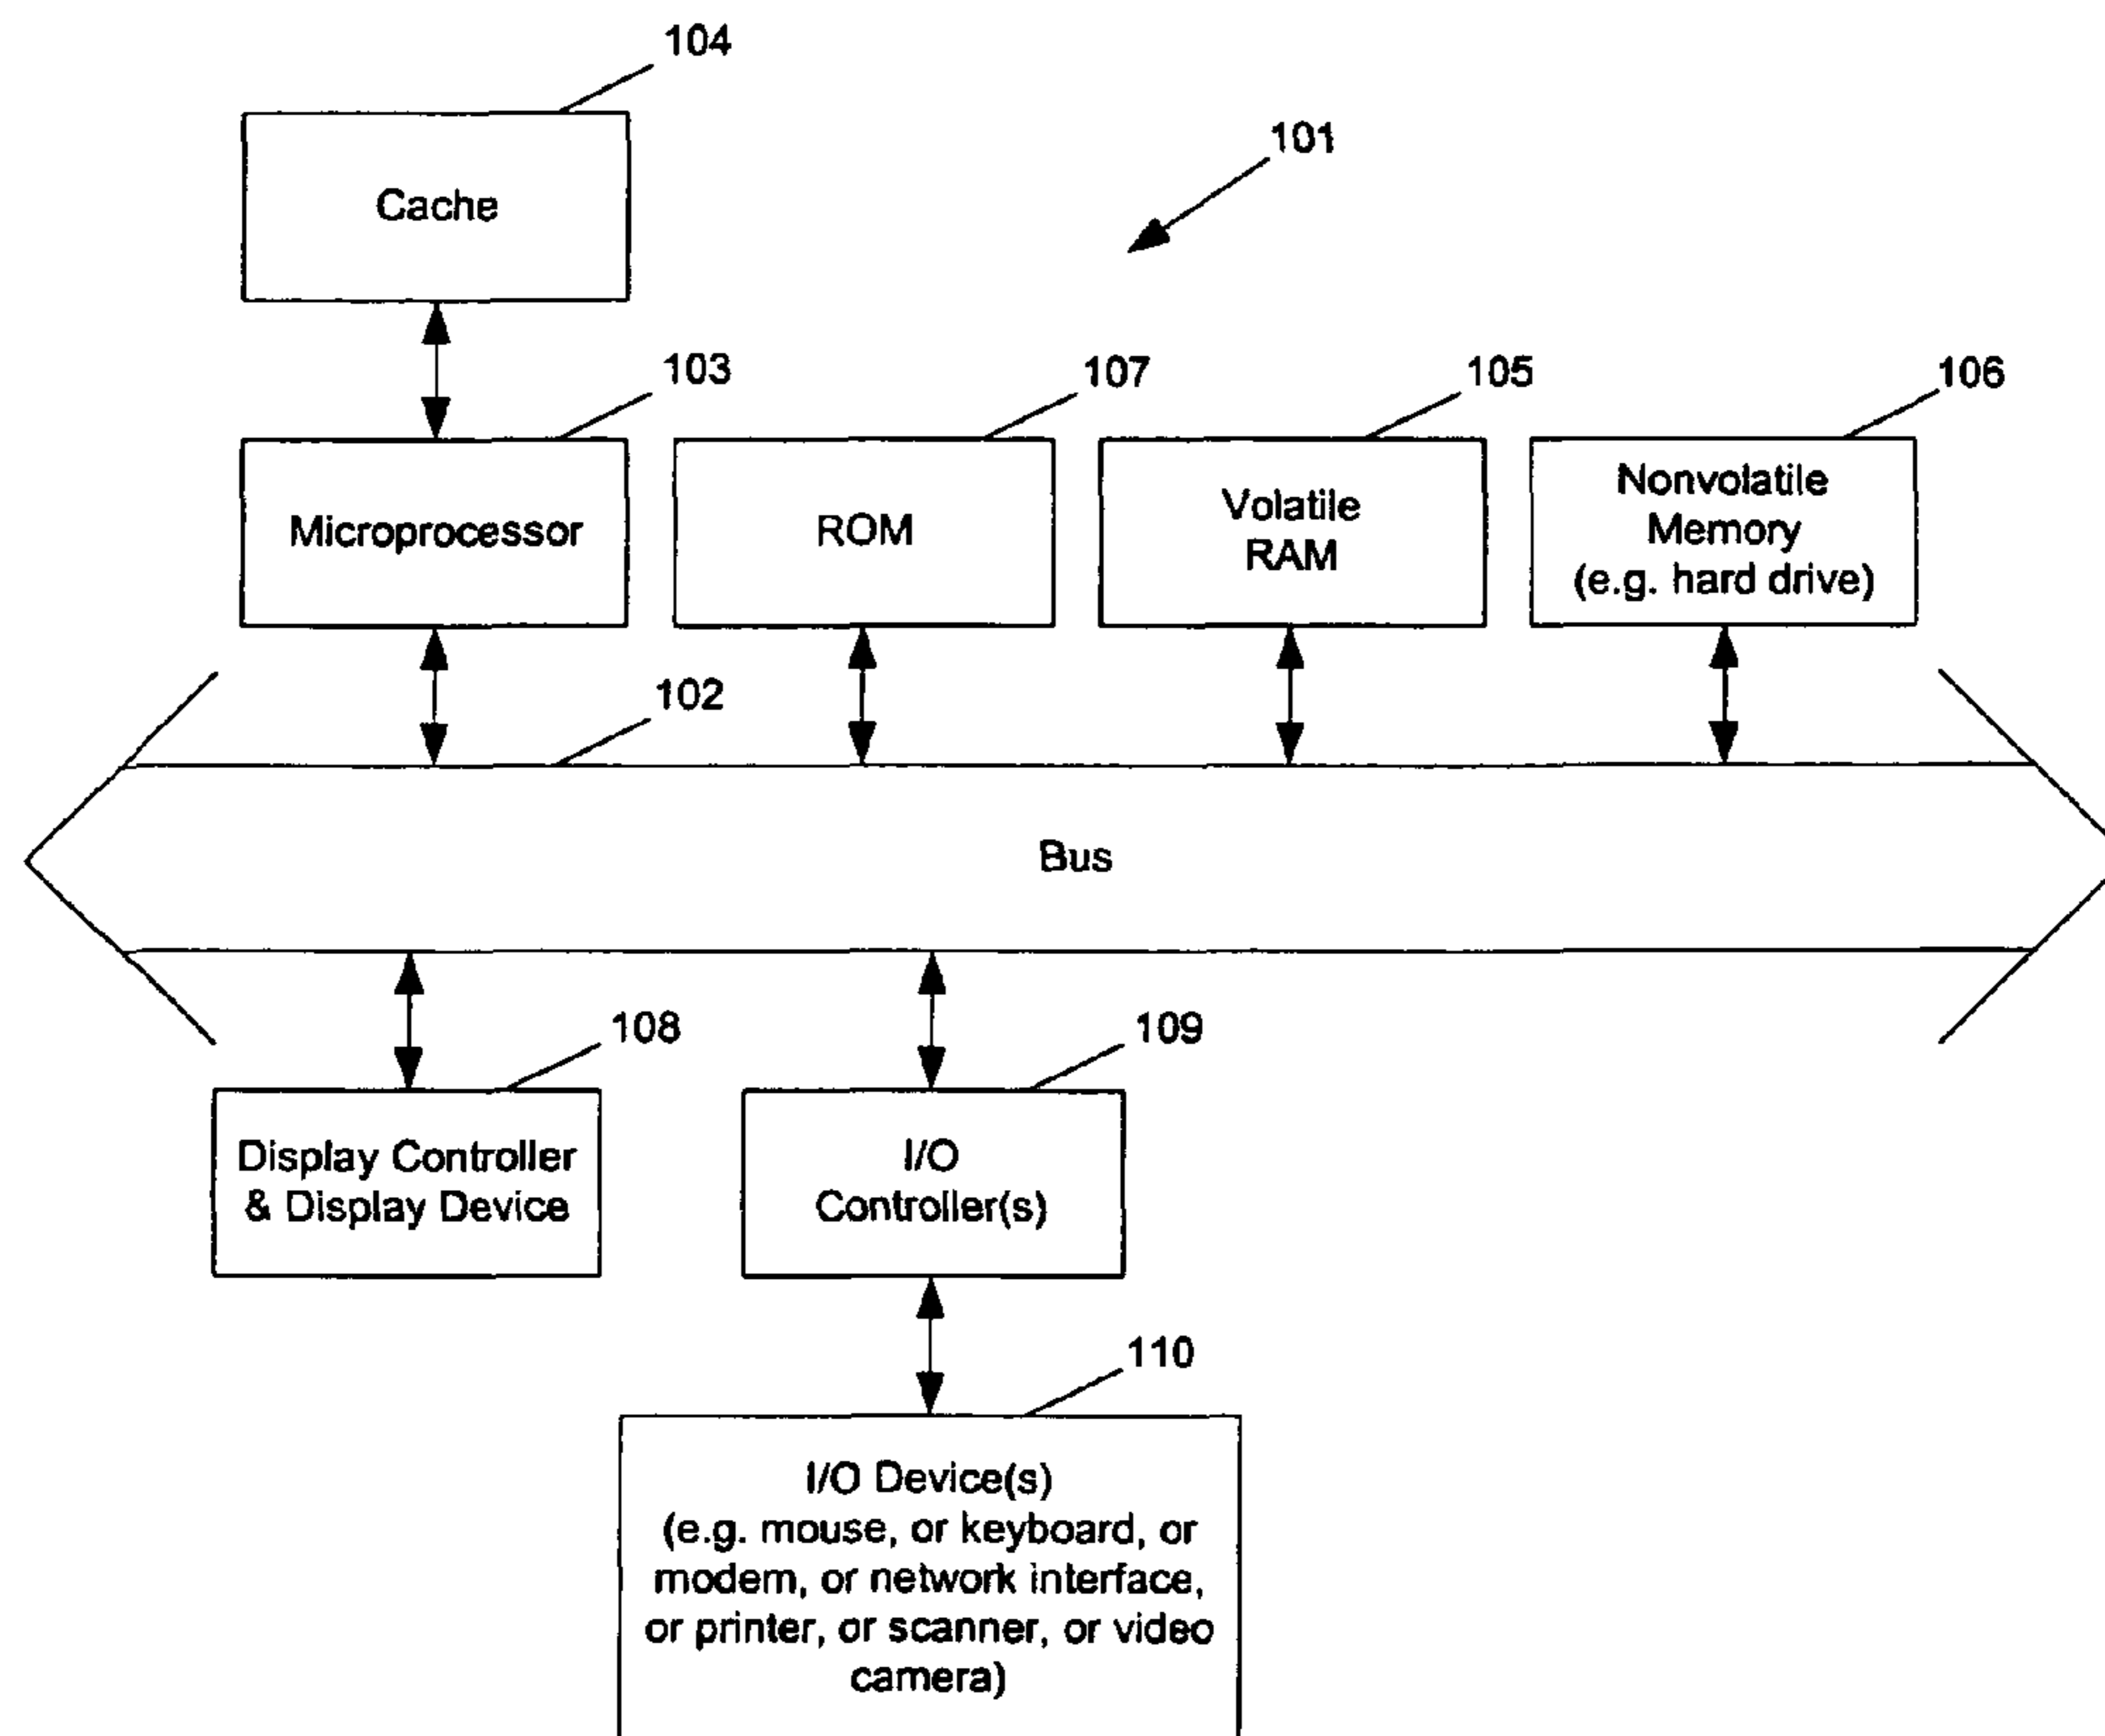 104
101
Cache
103
107
105
106
Microprocessor
ROM
Volatile
RAM
Nonvolatile
Memory
(e.g. hard drive)
102
Bus
108
109
Display Controller
& Display Device
I/O
Controller(s)
110
I/O Device(s)
(e.g. mouse, or keyboard, or
modem, or network interface,
or printer, or scanner, or video
camera)